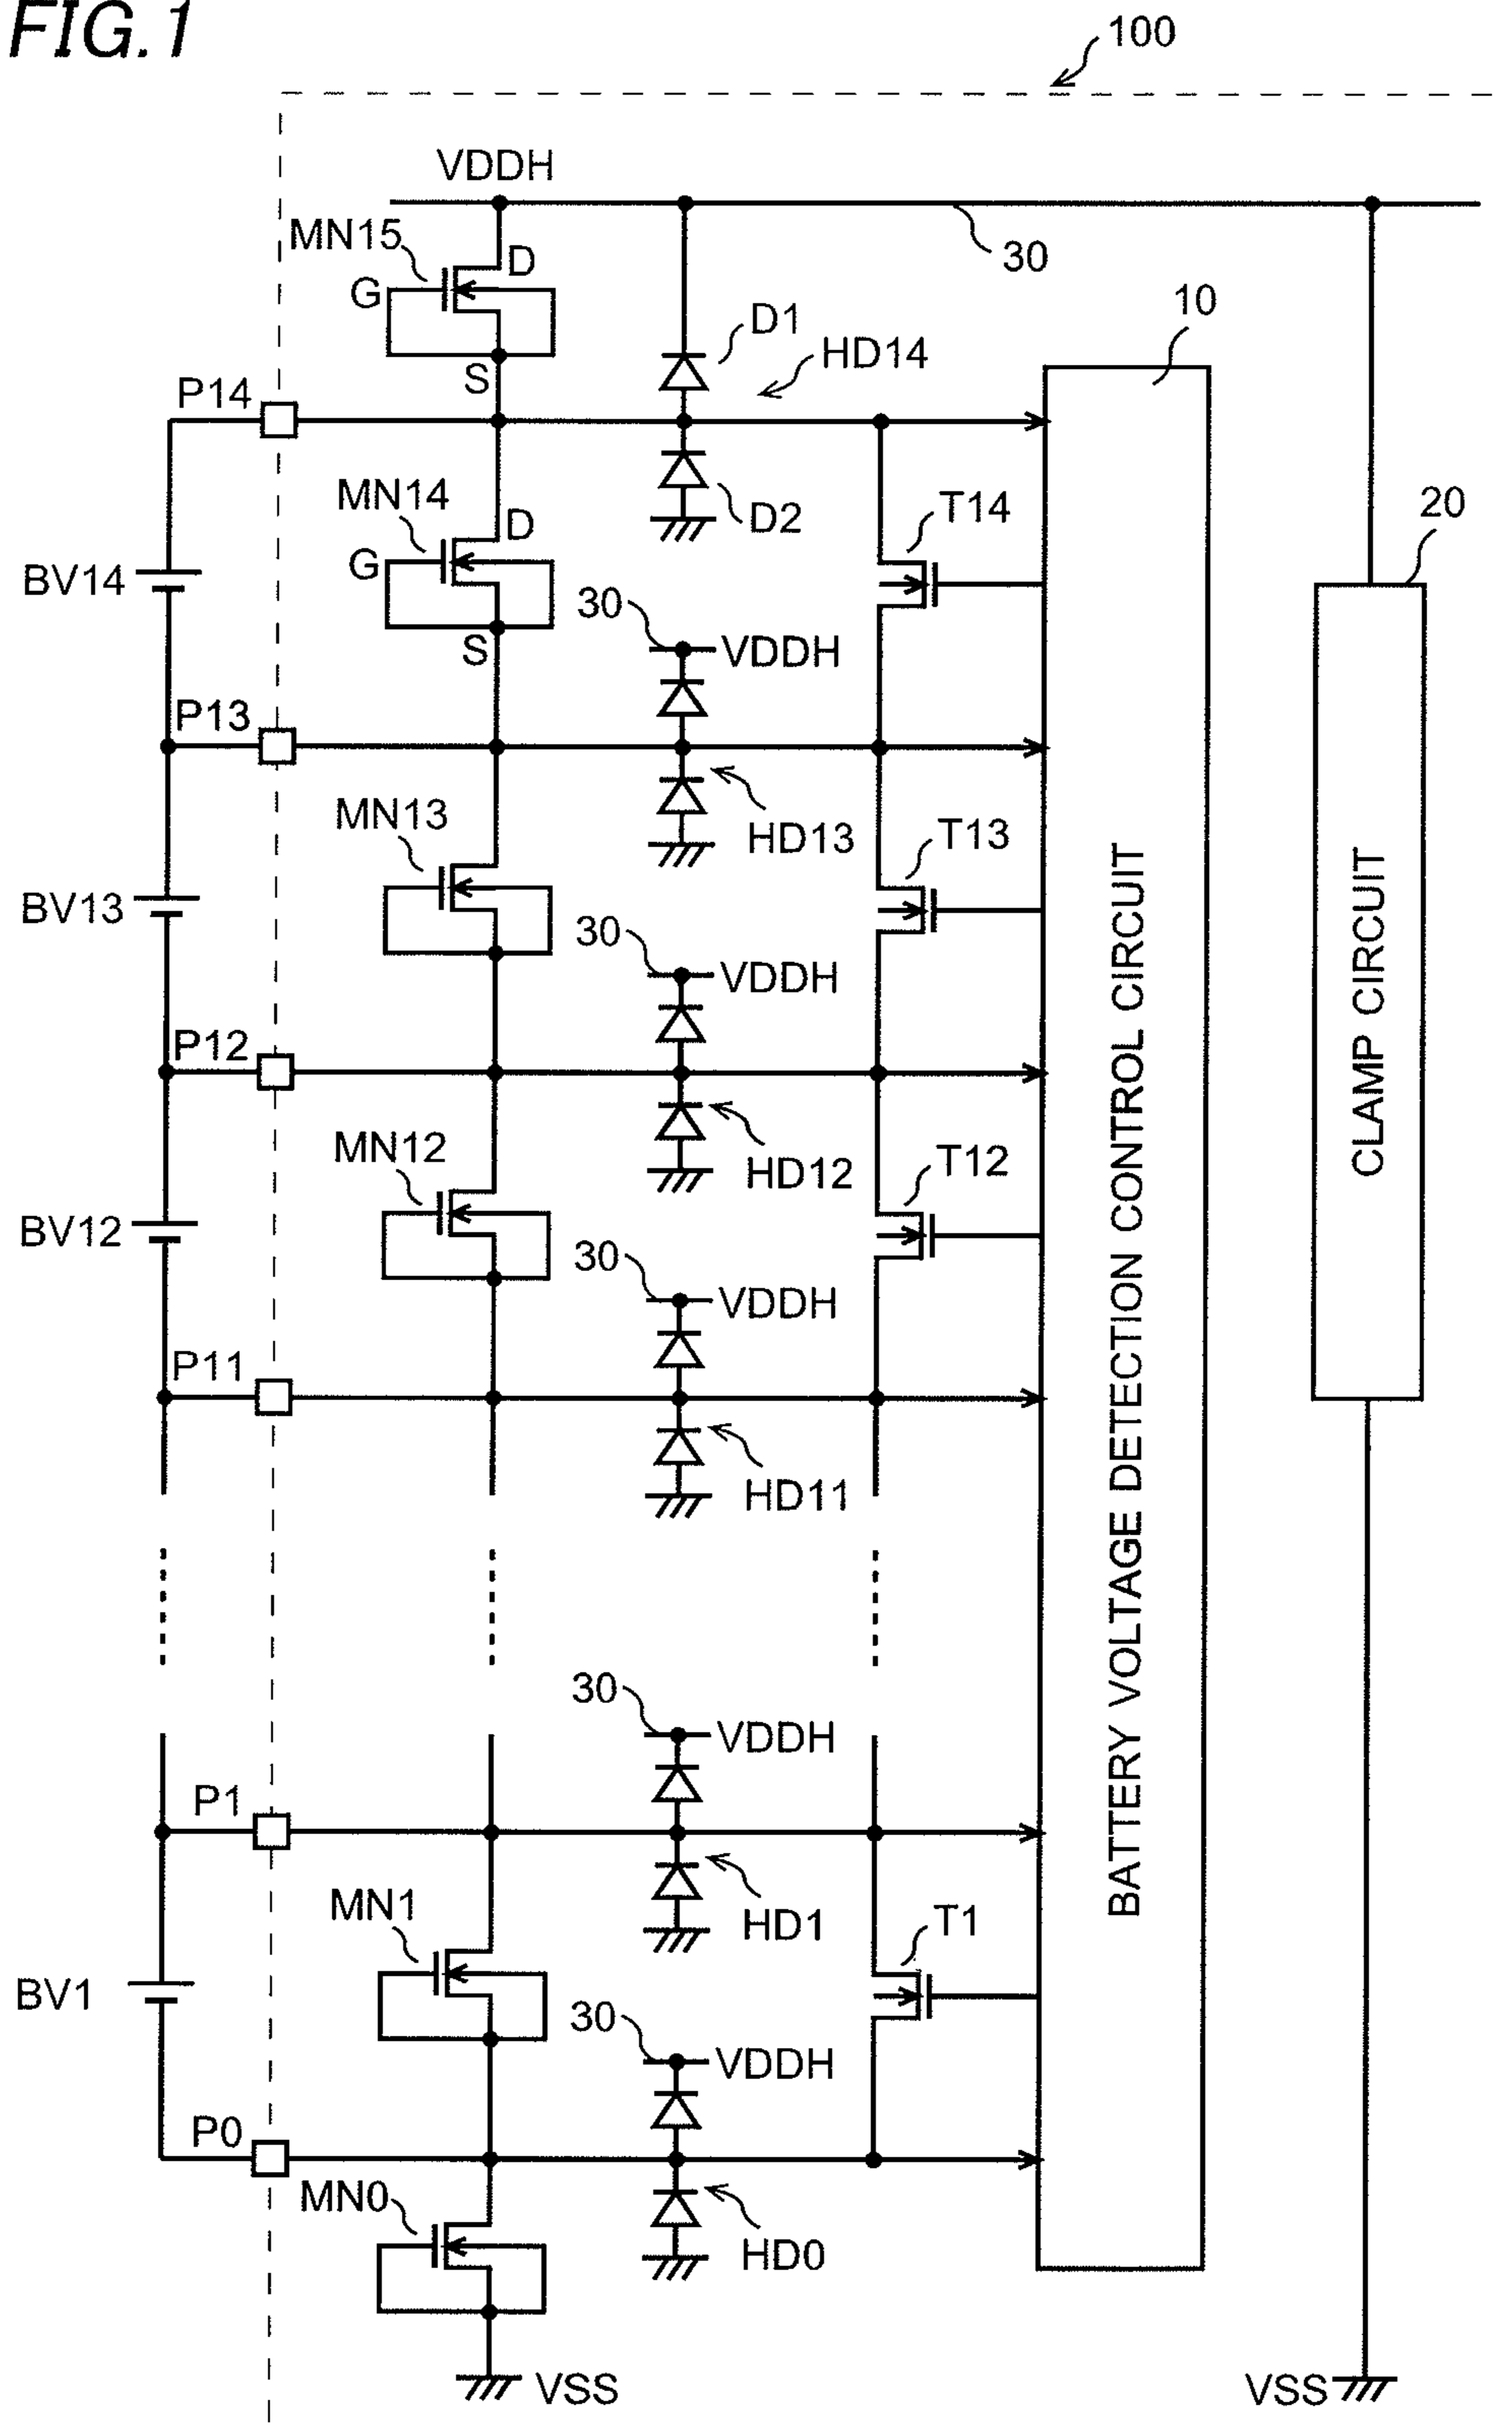 FIG.1
100
VDDH
MN15
D
G
30
10
D1
HD14
S
P14
MN14
D
D2
T14
20
G
BV14
30
S
VDDH
P13
MN13
HD13
T13
BV13
30
VDDH
P12
MN12
HD12
T12
BV12
30
VDDH
P11
HD11
BATTERY VOLTAGE DETECTION CONTROL CIRCUIT
CLAMP CIRCUIT
30
VDDH
P1
MN1
HD1
T1
BV1
30
VDDH
P0
MN0
HD0
VSS
VSS